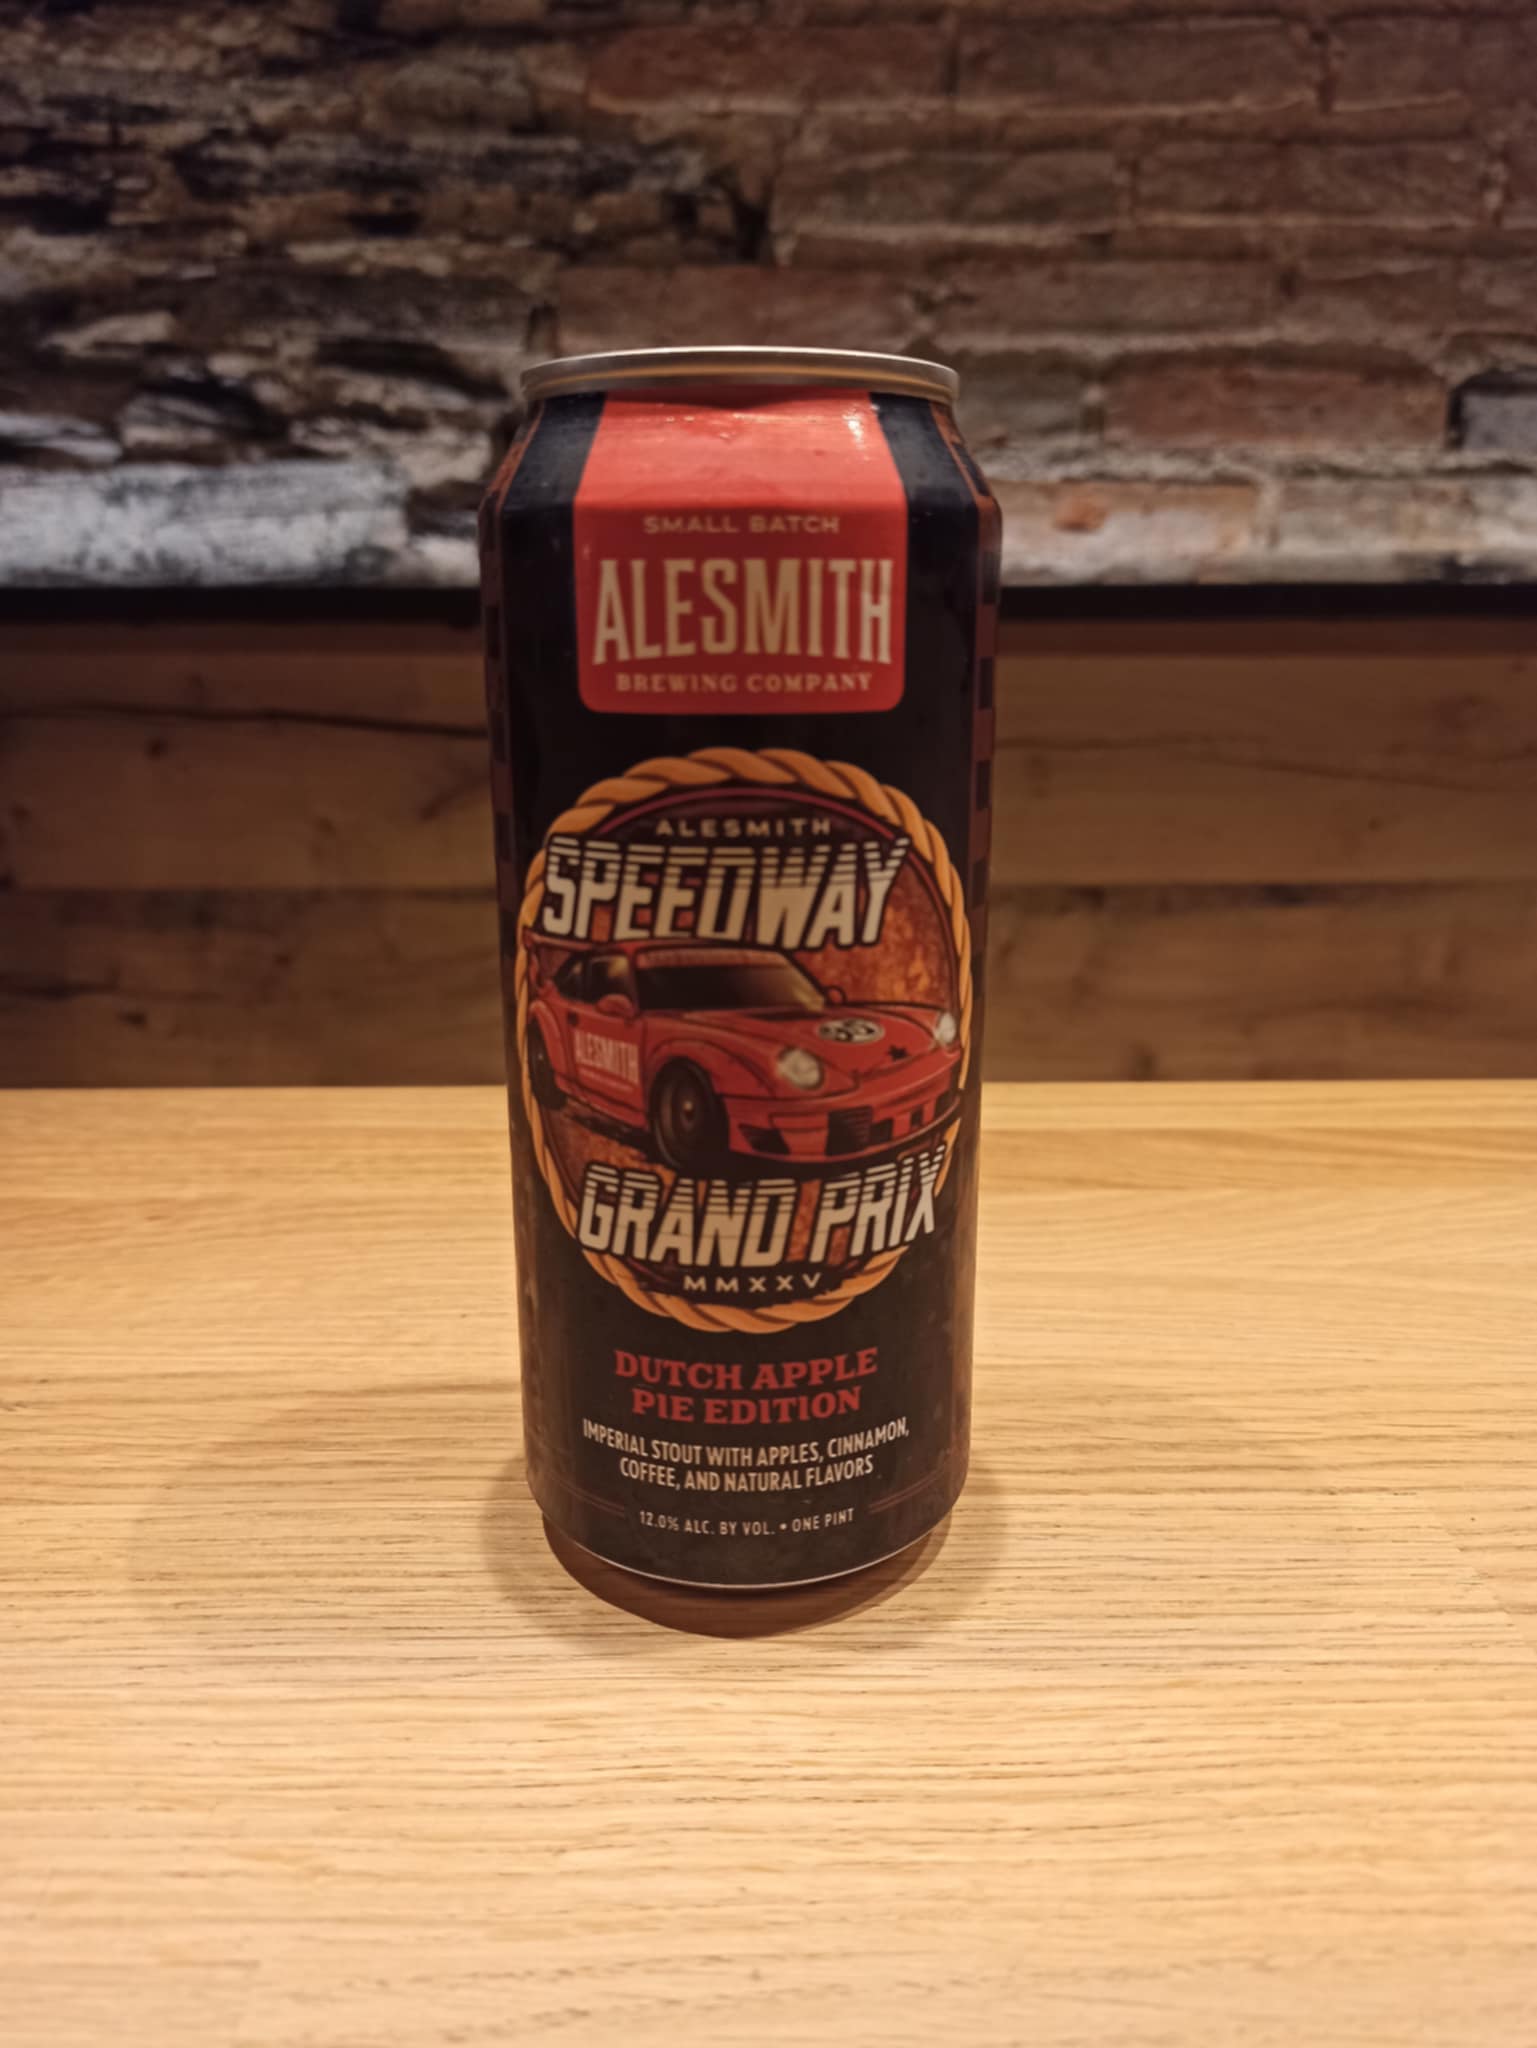 SMALL BATCH
ALESMITH
BREWING COMPANY
ALESMITH
SPEEDWAY
ALESMITH
GRAND PRIX
MMXXV
DUTCH APPLE
PIE EDITION
IMPERIAL STOUT WITH APPLES, CINNAMON,
COFFEE, AND NATURAL FLAVORS
12.0% ALC. BY VOL. • ONE PINT